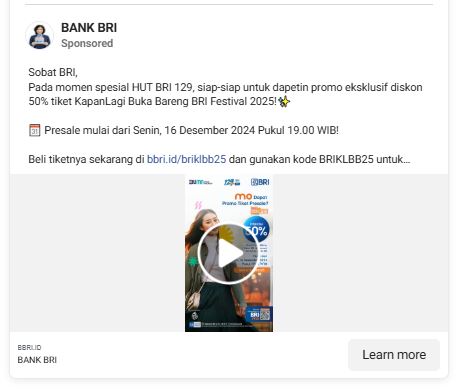 BANK BRI
Sponsored
Sobat BRI,
Pada momen spesial HUT BRI 129, siap-siap untuk dapetin promo eksklusif diskon
50% tiket KapanLagi Buka Bareng BRI Festival 2025!✨
📅 Presale mulai dari Senin, 16 Desember 2024 Pukul 19.00 WIB!
Beli tiketnya sekarang di bbri.id/briklbb25 dan gunakan kode BRIKLBB25 untuk...
BRI
mo Dapat
Promo Tiket Presale?
50%
BBRI.ID
BANK BRI
Learn more